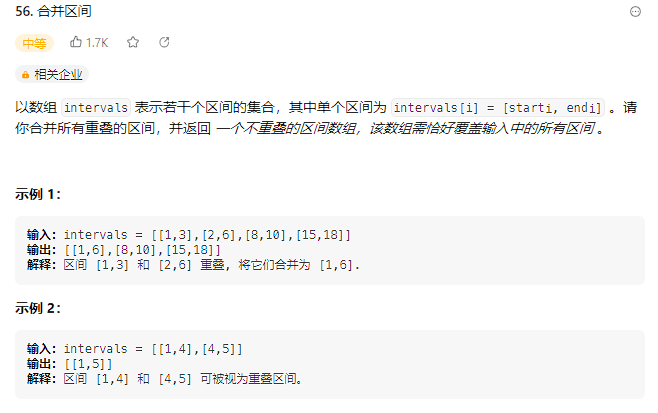 56. 合并区间
中等 1.7K
相关企业
以数组 intervals 表示若干个区间的集合，其中单个区间为 intervals[i] = [starti, endi] 。请
你合并所有重叠的区间，并返回 一个不重叠的区间数组，该数组需恰好覆盖输入中的所有区间 。
示例 1：
输入：intervals = [[1,3],[2,6],[8,10],[15,18]]
输出：[[1,6],[8,10],[15,18]]
解释：区间 [1,3] 和 [2,6] 重叠, 将它们合并为 [1,6].
示例 2：
输入：intervals = [[1,4],[4,5]]
输出：[[1,5]]
解释：区间 [1,4] 和 [4,5] 可被视为重叠区间。